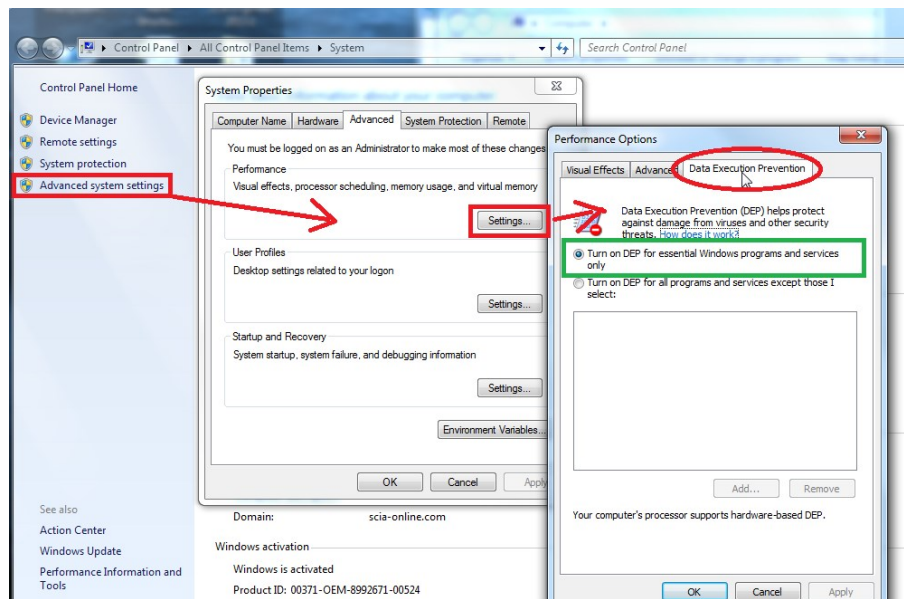 Control Panel ▸ All Control Panel Items ▸ System
Search Control Panel
Control Panel Home
Device Manager
Remote settings
System protection
Advanced system settings
System Properties
Computer Name Hardware Advanced System Protection Remote
You must be logged on as an Administrator to make most of these changes
Performance
Visual effects, processor scheduling, memory usage, and virtual memory
Settings...
User Profiles
Desktop settings related to your logon
Settings...
Startup and Recovery
System startup, system failure, and debugging information
Settings...
Environment Variables...
OK Cancel Apply
Performance Options
Visual Effects Advanced Data Execution Prevention
Data Execution Prevention (DEP) helps protect
against damage from viruses and other security
threats. How does it work?
Turn on DEP for essential Windows programs and services
only
Turn on DEP for all programs and services except those I
select:
Add... Remove
Your computer's processor supports hardware-based DEP.
OK Cancel Apply
See also
Action Center
Windows Update
Performance Information and
Tools
Domain: scia-online.com
Windows activation
Windows is activated
Product ID: 00371-OEM-8992671-00524